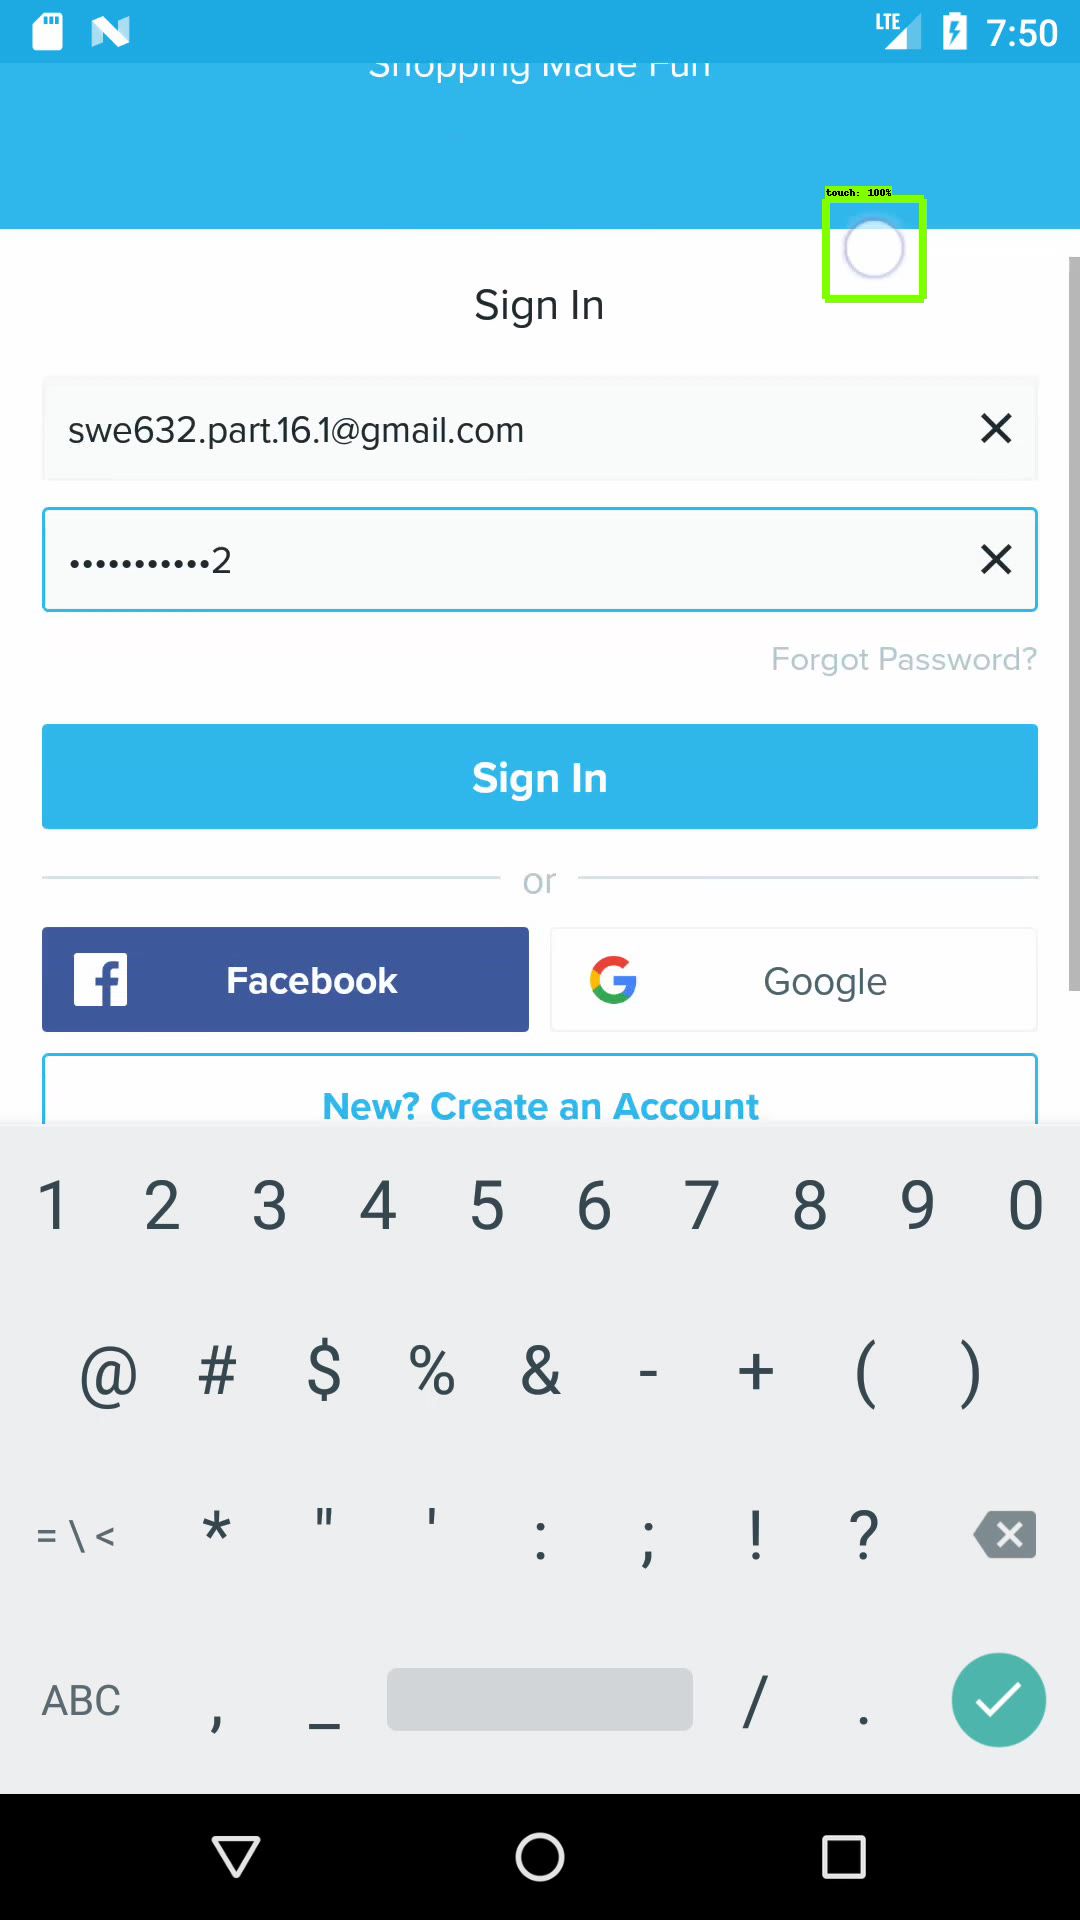 LTE 7:50
Shopping Made Fun
touch: 100%
Sign In
swe632.part.16.1@gmail.com
•••••••••••2
Forgot Password?
Sign In
or
Facebook Google
New? Create an Account
1 2 3 4 5 6 7 8 9 0
@ # $ % & - + ( )
= \ < * " ' : ; ! ?
ABC , _ / .